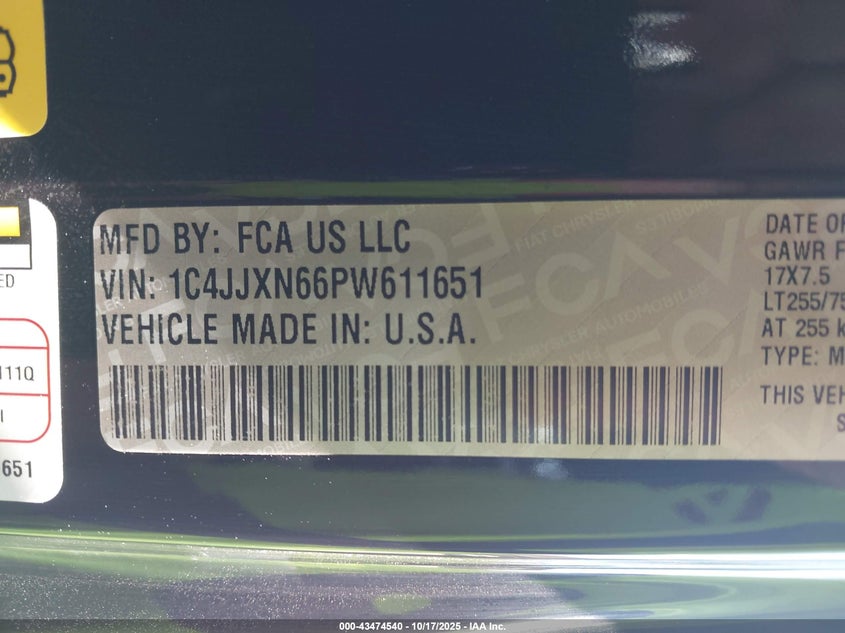 MFD BY: FCA US LLC
VIN: 1C4JJXN66PW611651
VEHICLE MADE IN: U.S.A.
DATE OF
GAWR F
17X7.5
LT255/75
AT 255 k
TYPE: M
THIS VEH
S
111Q
I
651
000-43474540 - 10/17/2025 - IAA Inc.